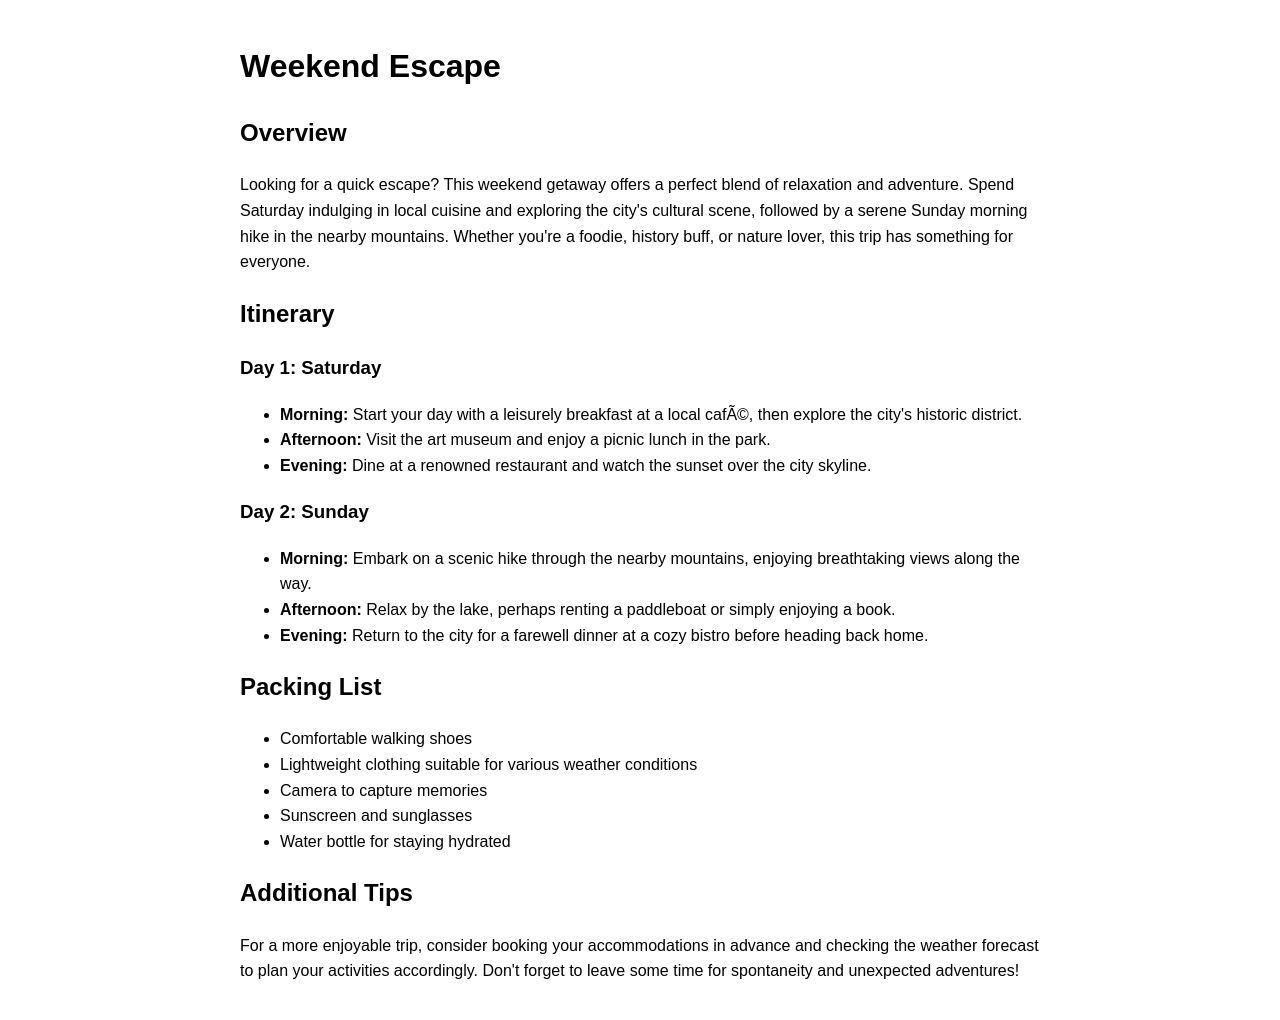 Weekend Escape
Overview
Looking for a quick escape? This weekend getaway offers a perfect blend of relaxation and adventure. Spend
Saturday indulging in local cuisine and exploring the city's cultural scene, followed by a serene Sunday morning
hike in the nearby mountains. Whether you're a foodie, history buff, or nature lover, this trip has something for
everyone.
Itinerary
Day 1: Saturday
• Morning: Start your day with a leisurely breakfast at a local cafÃ©, then explore the city's historic district.
• Afternoon: Visit the art museum and enjoy a picnic lunch in the park.
• Evening: Dine at a renowned restaurant and watch the sunset over the city skyline.
Day 2: Sunday
• Morning: Embark on a scenic hike through the nearby mountains, enjoying breathtaking views along the
way.
• Afternoon: Relax by the lake, perhaps renting a paddleboat or simply enjoying a book.
• Evening: Return to the city for a farewell dinner at a cozy bistro before heading back home.
Packing List
• Comfortable walking shoes
• Lightweight clothing suitable for various weather conditions
• Camera to capture memories
• Sunscreen and sunglasses
• Water bottle for staying hydrated
Additional Tips
For a more enjoyable trip, consider booking your accommodations in advance and checking the weather forecast
to plan your activities accordingly. Don't forget to leave some time for spontaneity and unexpected adventures!